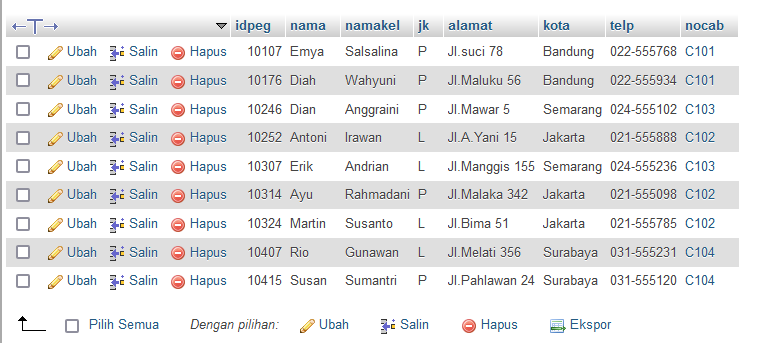 idpeg nama namakel jk alamat kota telp nocab
Ubah Salin Hapus 10107 Emya Salsalina P Jl.suci 78 Bandung 022-555768 C101
Ubah Salin Hapus 10176 Diah Wahyuni P Jl.Maluku 56 Bandung 022-555934 C101
Ubah Salin Hapus 10246 Dian Anggraini P Jl.Mawar 5 Semarang 024-555102 C103
Ubah Salin Hapus 10252 Antoni Irawan L Jl.A.Yani 15 Jakarta 021-555888 C102
Ubah Salin Hapus 10307 Erik Andrian L Jl.Manggis 155 Semarang 024-555236 C103
Ubah Salin Hapus 10314 Ayu Rahmadani P Jl.Malaka 342 Jakarta 021-555098 C102
Ubah Salin Hapus 10324 Martin Susanto L Jl.Bima 51 Jakarta 021-555785 C102
Ubah Salin Hapus 10407 Rio Gunawan L Jl.Melati 356 Surabaya 031-555231 C104
Ubah Salin Hapus 10415 Susan Sumantri P Jl.Pahlawan 24 Surabaya 031-555120 C104
Pilih Semua Dengan pilihan: Ubah Salin Hapus Ekspor